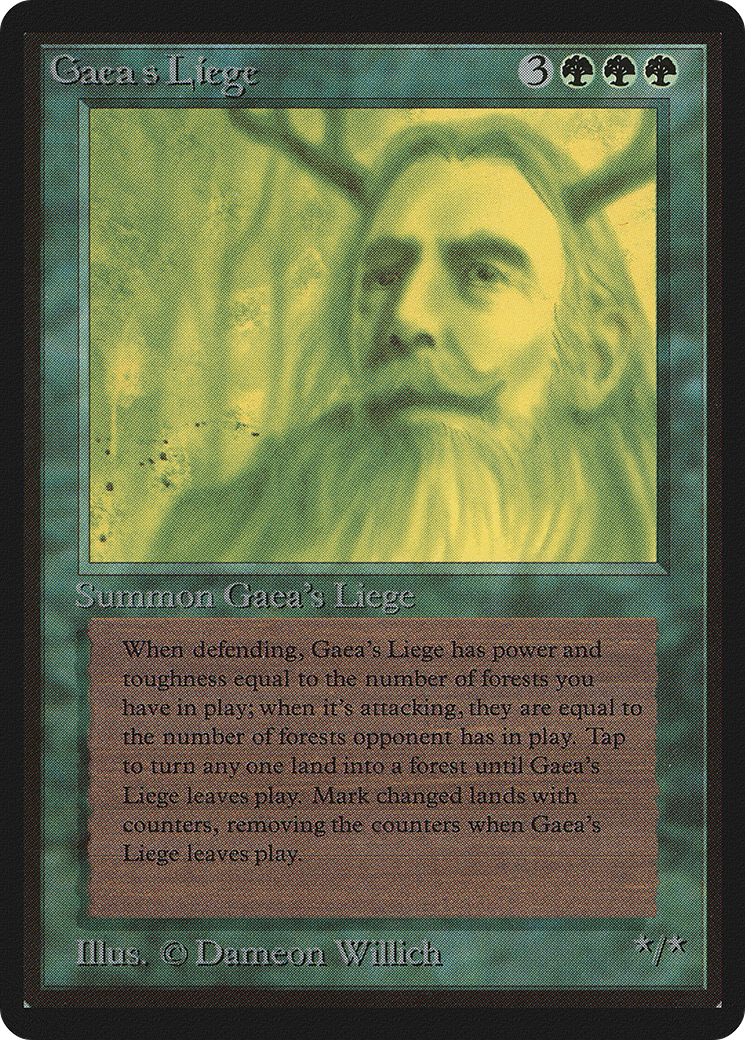 Gaea's Liege 3
Summon Gaea's Liege
When defending, Gaea's Liege has power and
toughness equal to the number of forests you
have in play; when it's attacking, they are equal to
the number of forests opponent has in play. Tap
to turn any one land into a forest until Gaea's
Liege leaves play. Mark changed lands with
counters, removing the counters when Gaea's
Liege leaves play.
Illus. © Dameon Willich */*